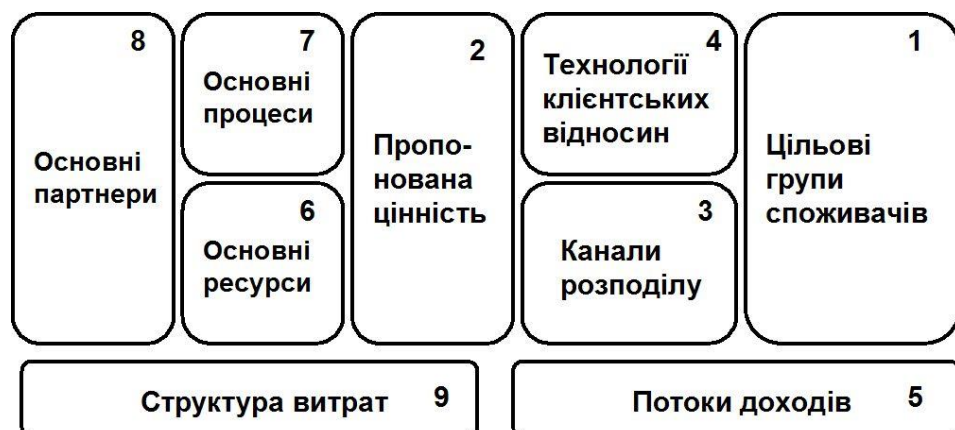 8
Основні
партнери
7
Основні
процеси
6
Основні
ресурси
2
Пропо-
нована
цінність
4
Технології
клієнтських
відносин
3
Канали
розподілу
1
Цільові
групи
споживачів
Структура витрат 9
Потоки доходів 5